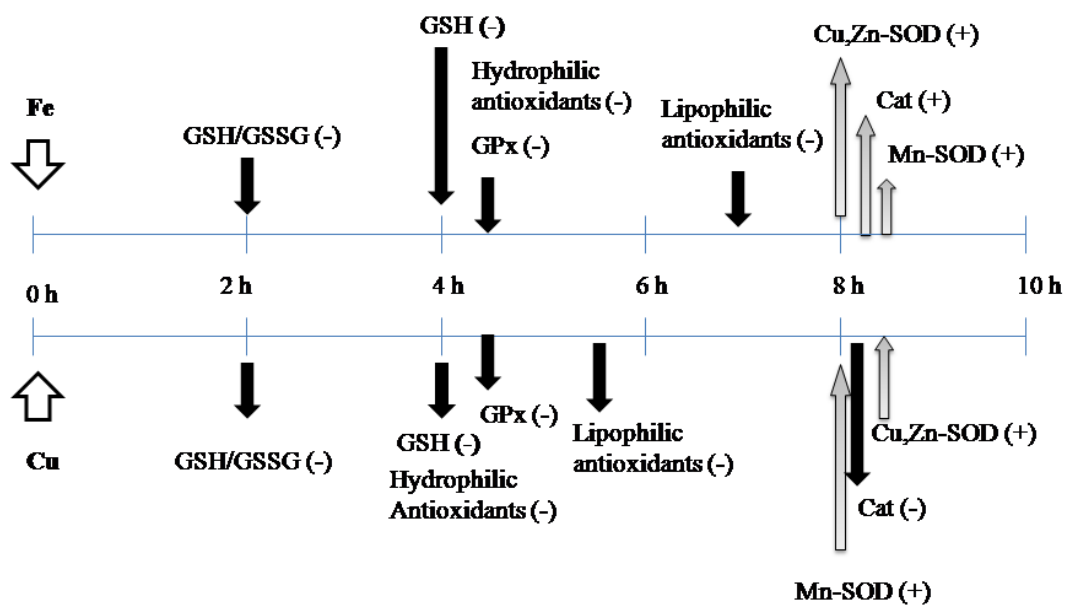 GSH (-)
Cu,Zn-SOD (+)
Hydrophilic
antioxidants (-)
Fe
Cat (+)
Lipophilic
antioxidants (-)
GSH/GSSG (-)
GPx (-)
Mn-SOD (+)
0 h
2 h
4 h
6 h
8 h
10 h
Cu
GSH/GSSG (-)
GPx (-)
GSH (-)
Hydrophilic
Antioxidants (-)
Lipophilic
antioxidants (-)
Cu,Zn-SOD (+)
Cat (-)
Mn-SOD (+)